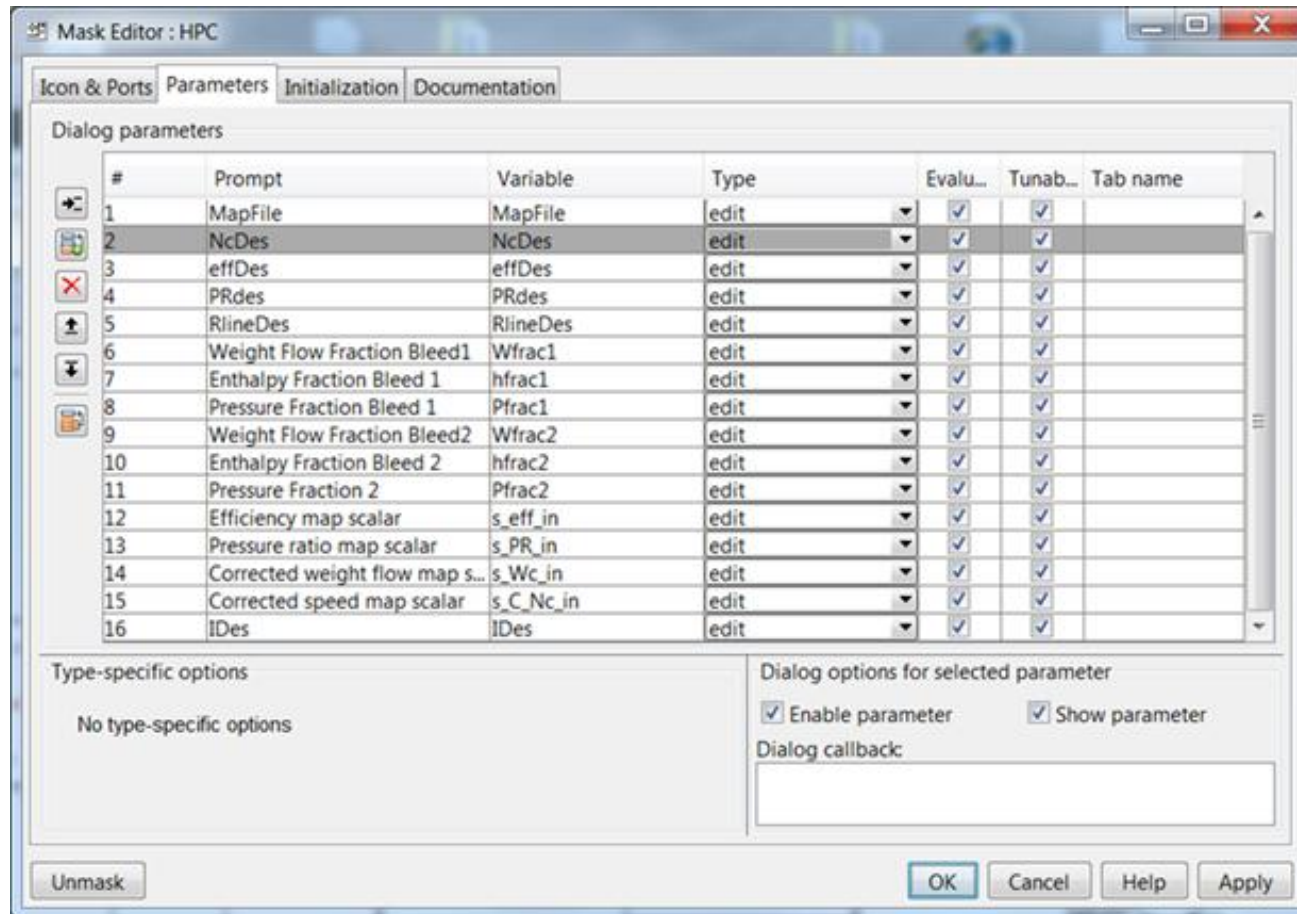 Mask Editor : HPC
Icon & Ports Parameters Initialization Documentation
Dialog parameters
# Prompt Variable Type Evalu... Tunab... Tab name
1 MapFile MapFile edit
2 NcDes NcDes edit
3 effDes effDes edit
4 PRdes PRdes edit
5 RlineDes RlineDes edit
6 Weight Flow Fraction Bleed1 Wfrac1 edit
7 Enthalpy Fraction Bleed 1 hfrac1 edit
8 Pressure Fraction Bleed 1 Pfrac1 edit
9 Weight Flow Fraction Bleed2 Wfrac2 edit
10 Enthalpy Fraction Bleed 2 hfrac2 edit
11 Pressure Fraction 2 Pfrac2 edit
12 Efficiency map scalar s_eff_in edit
13 Pressure ratio map scalar s_PR_in edit
14 Corrected weight flow map s... s_Wc_in edit
15 Corrected speed map scalar s_C_Nc_in edit
16 IDes IDes edit
Type-specific options
No type-specific options
Dialog options for selected parameter
Enable parameter Show parameter
Dialog callback:
Unmask OK Cancel Help Apply